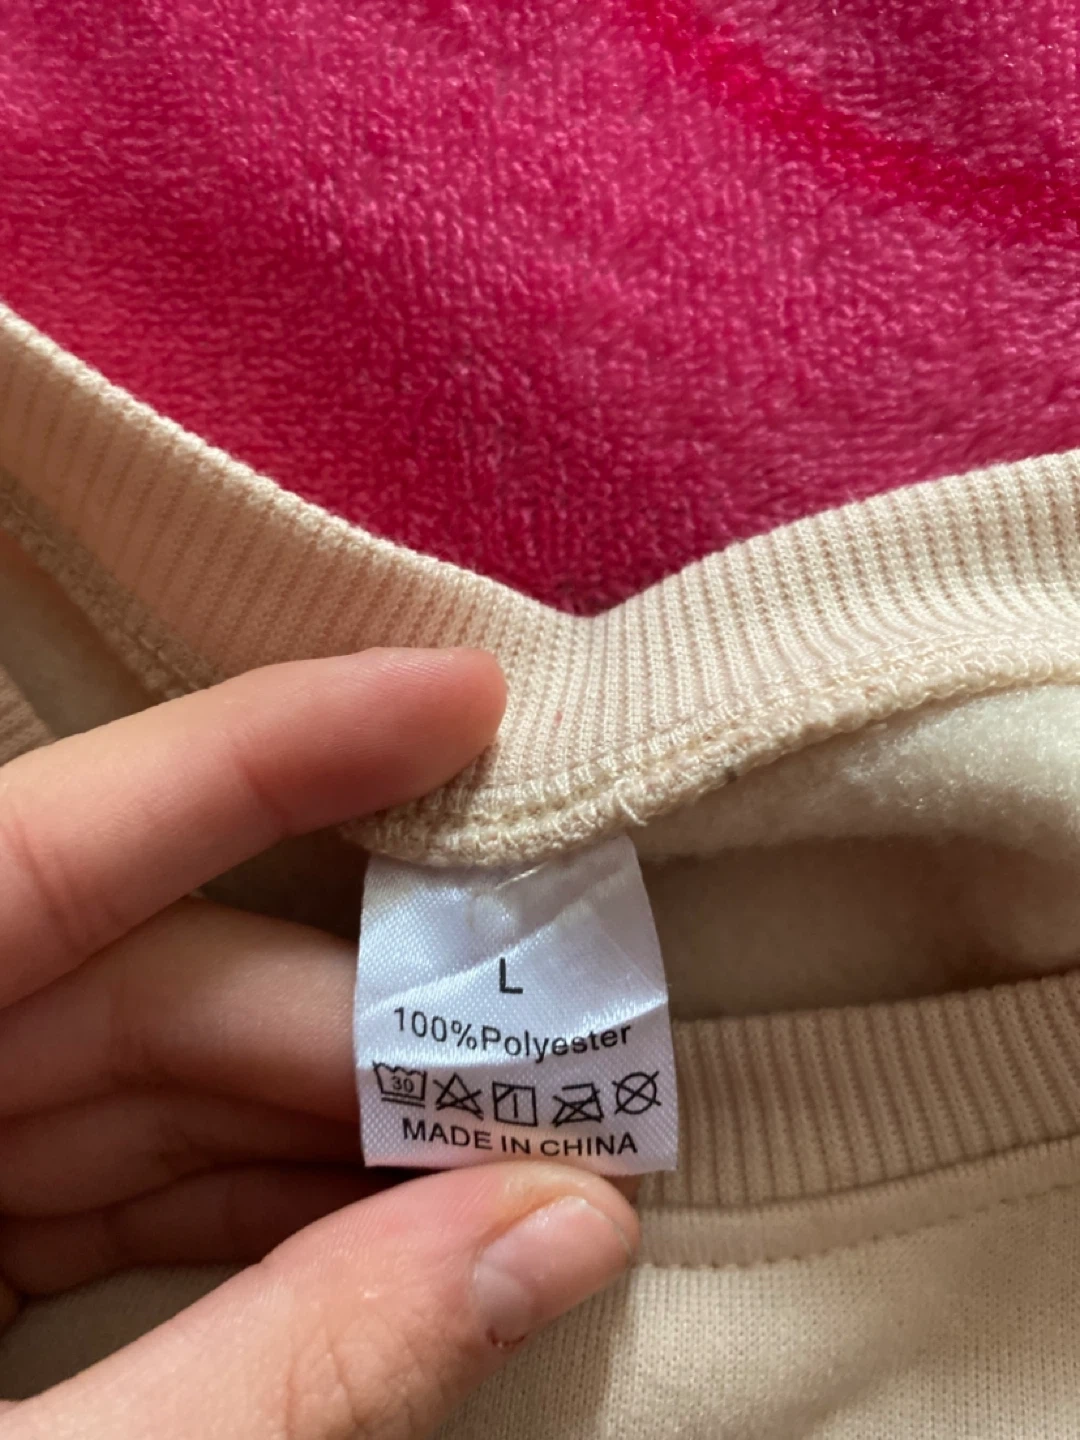 L
100%Polyester
30
MADE IN CHINA